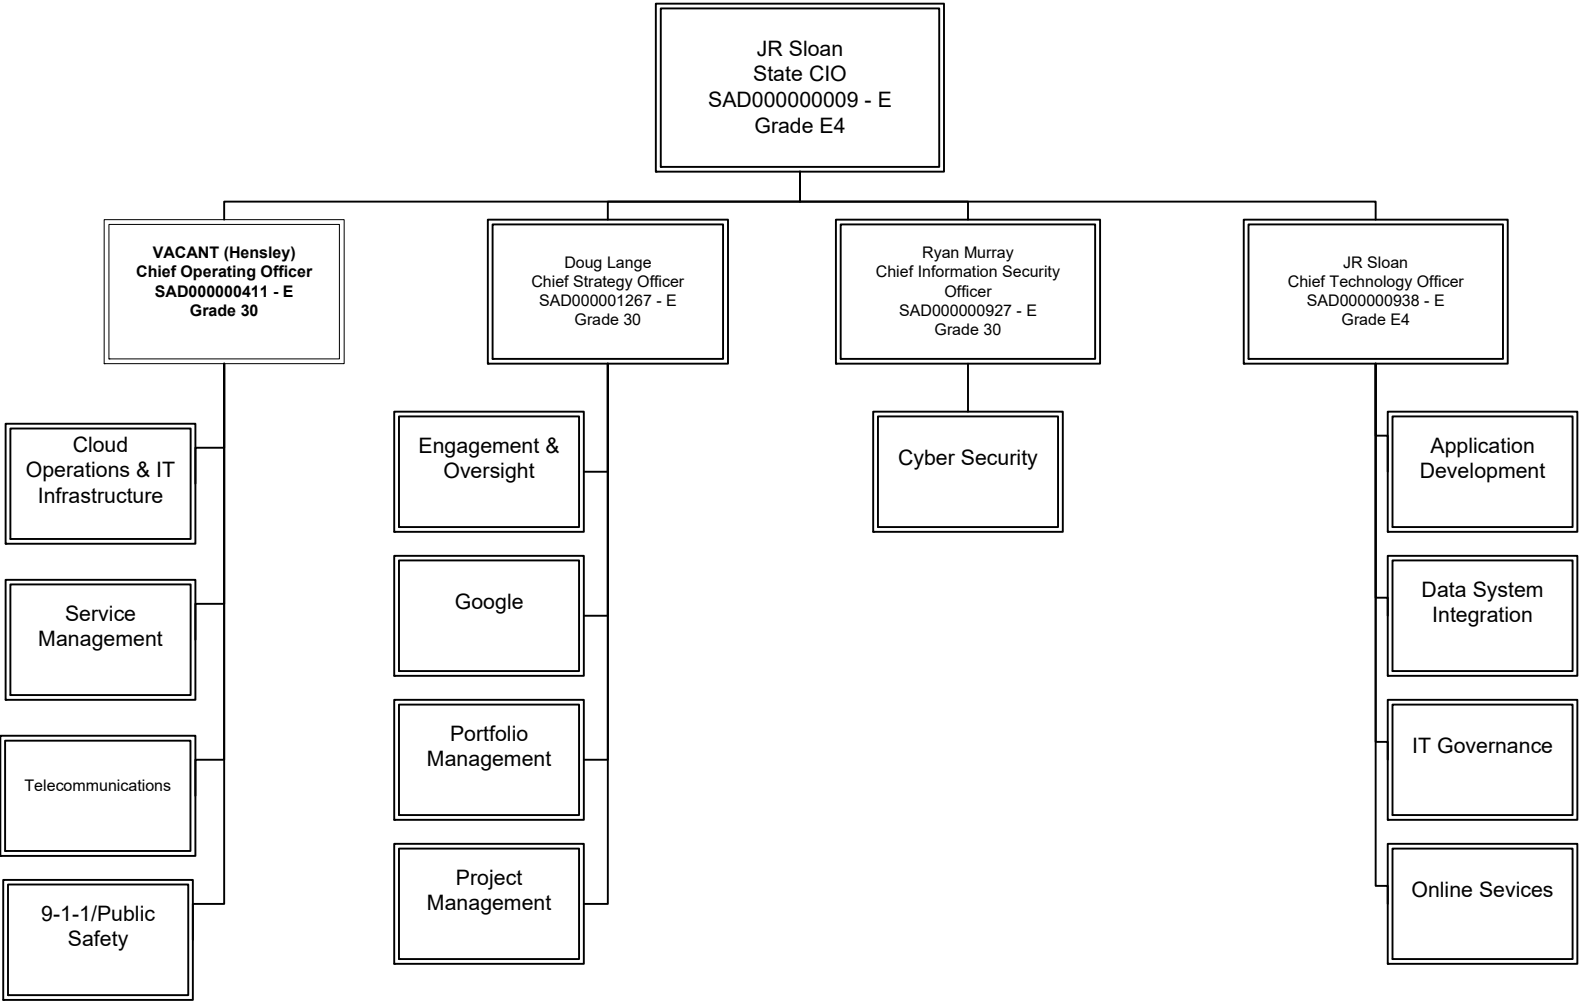 JR Sloan
State CIO
SAD000000009 - E
Grade E4
VACANT (Hensley)
Chief Operating Officer
SAD000000411 - E
Grade 30
Doug Lange
Chief Strategy Officer
SAD000001267 - E
Grade 30
Ryan Murray
Chief Information Security
Officer
SAD000000927 - E
Grade 30
JR Sloan
Chief Technology Officer
SAD000000938 - E
Grade E4
Cloud
Operations & IT
Infrastructure
Service
Management
Telecommunications
9-1-1/Public
Safety
Engagement &
Oversight
Google
Portfolio
Management
Project
Management
Cyber Security
Application
Development
Data System
Integration
IT Governance
Online Sevices